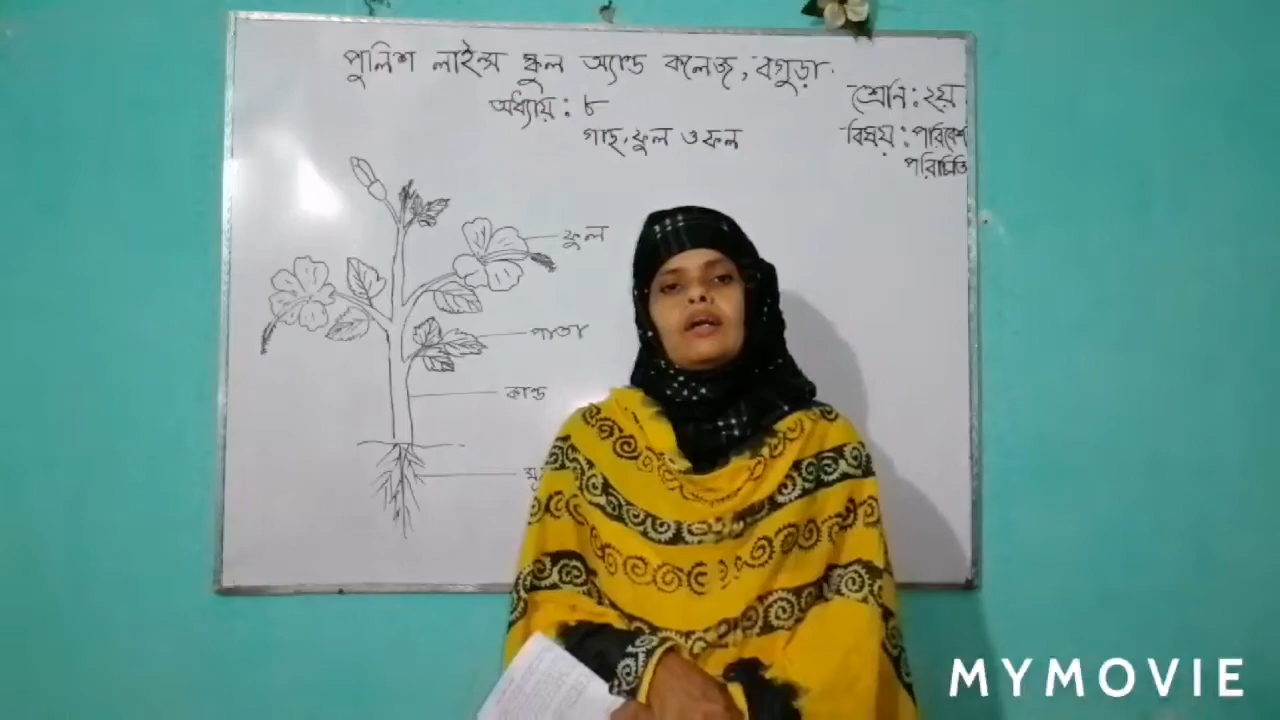 পুলিশ লাইন্স স্কুল অ্যান্ড কলেজ, বগুড়া.
অধ্যায় : ৮
গাছ, ফুল ও ফল
শ্রেনি : ২য়
বিষয় : পরিবেশ
পরিচিতি
ফুল
পাতা
কান্ড
MYMOVIE